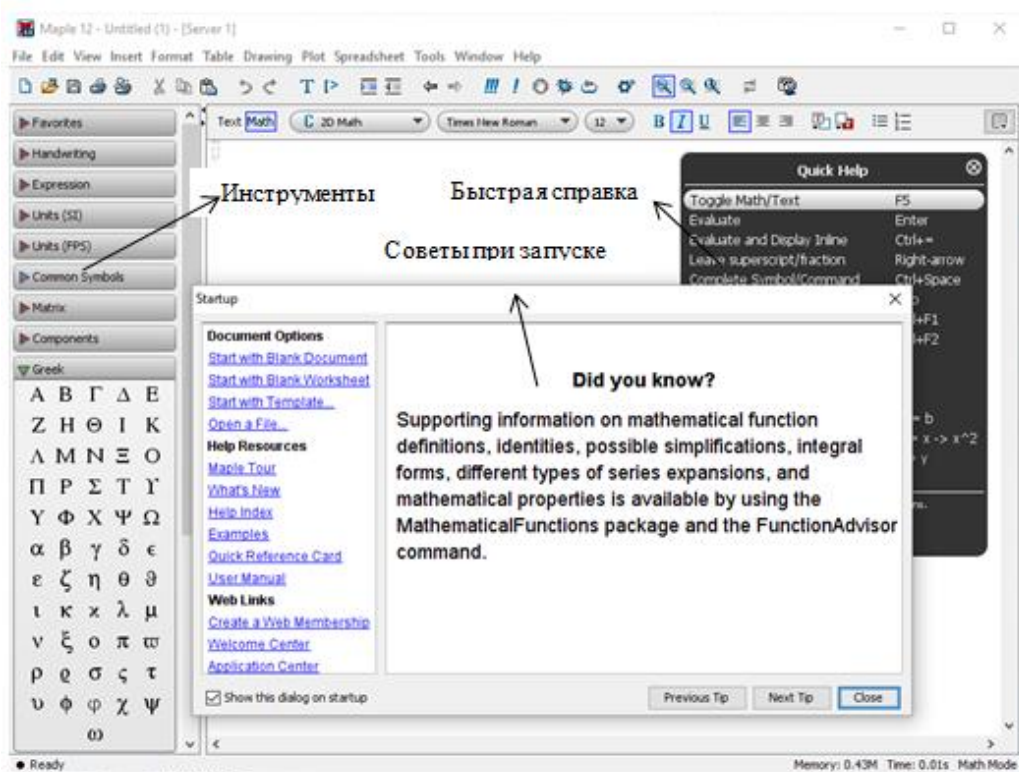 Maple 12 - Untitled (1) - [Server 1]
File Edit View Insert Format Table Drawing Plot Spreadsheet Tools Window Help
Text Math C 2D Math Times New Roman 12 B I U
Favorites
Handwriting
Expression
Units (SI)
Units (FPS)
Common Symbols
Matrix
Components
Greek
Α Β Γ Δ Ε
Ζ Η Θ Ι Κ
Λ Μ Ν Ξ Ο
Π Ρ Σ Τ ϒ
Υ Φ Χ Ψ Ω
α β γ δ ϵ
ε ζ η θ ϑ
ι κ ϰ λ μ
ν ξ ο π ϖ
ρ ϱ σ ς τ
υ ϕ φ χ ψ
ω
Инструменты
Быстрая справка
Советы при запуске
Quick Help
Toggle Math/Text F5
Evaluate Enter
Evaluate and Display Inline Ctrl+=
Leave superscript/fraction Right-arrow
Complete Symbol/Command Ctrl+Space
+F1
+F2
= b
= x -> x^2
Startup
Document Options
Start with Blank Document
Start with Blank Worksheet
Start with Template...
Open a File...
Help Resources
Maple Tour
What's New
Help Index
Examples
Quick Reference Card
User Manual
Web Links
Create a Web Membership
Welcome Center
Application Center
Did you know?
Supporting information on mathematical function
definitions, identities, possible simplifications, integral
forms, different types of series expansions, and
mathematical properties is available by using the
MathematicalFunctions package and the FunctionAdvisor
command.
Show this dialog on startup
Previous Tip Next Tip Close
Ready
Memory: 0.43M Time: 0.01s Math Mode